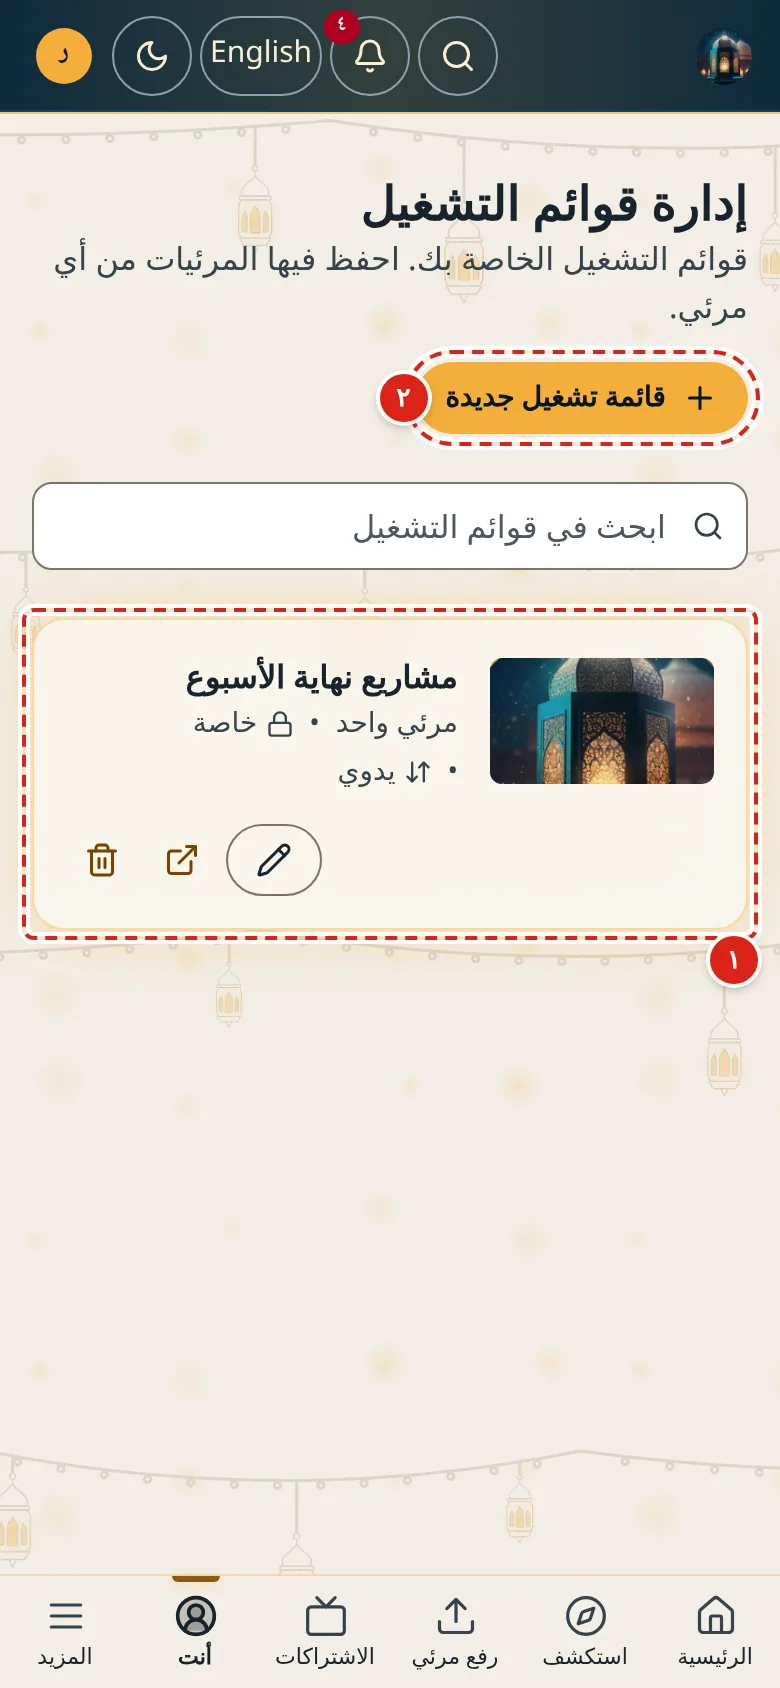 ٤
English
ر
إدارة قوائم التشغيل
قوائم التشغيل الخاصة بك. احفظ فيها المرئيات من أي
مرئي.
قائمة تشغيل جديدة
٢
ابحث في قوائم التشغيل
مشاريع نهاية الأسبوع
مرئي واحد • خاصة
• يدوي
١
الرئيسية
استكشف
رفع مرئي
الاشتراكات
أنت
المزيد